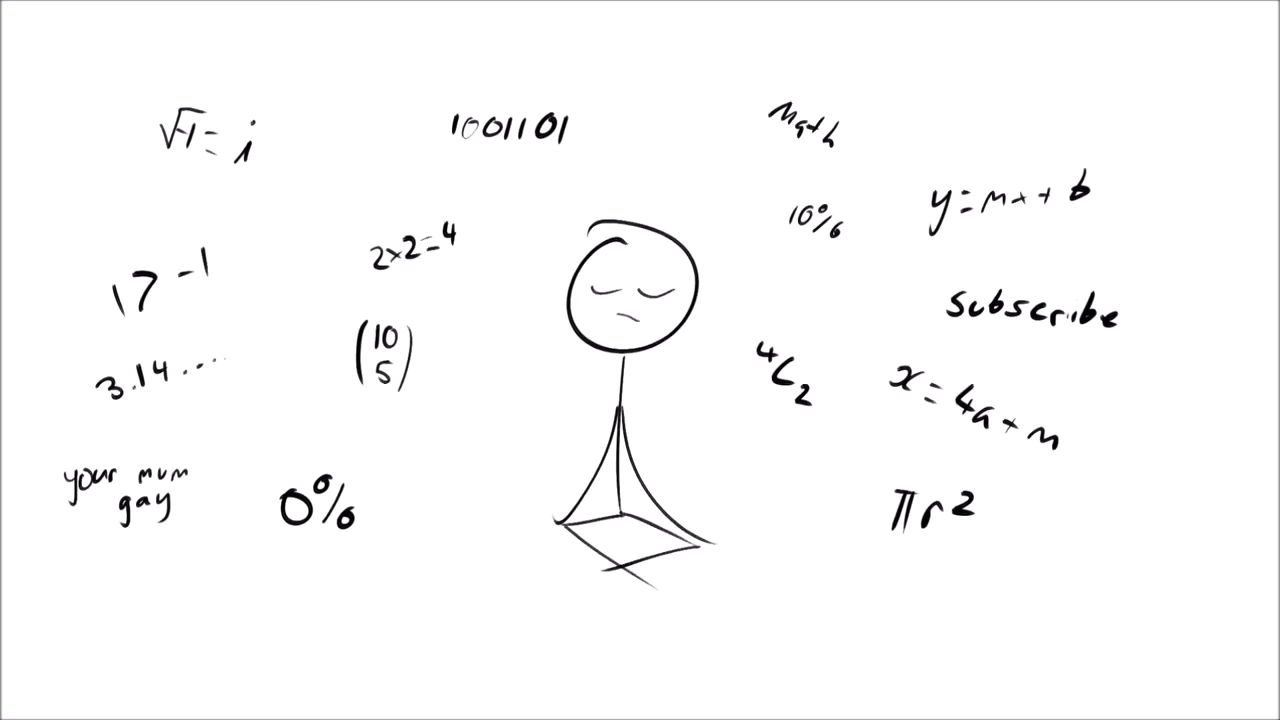 √-1 = i
1001101
Math
10%
y=mx+b
2x2=4
17⁻¹
subscribe
(10
5)
3.14....
⁴C₂
x=4a+m
your mum
gay
0%
πr²